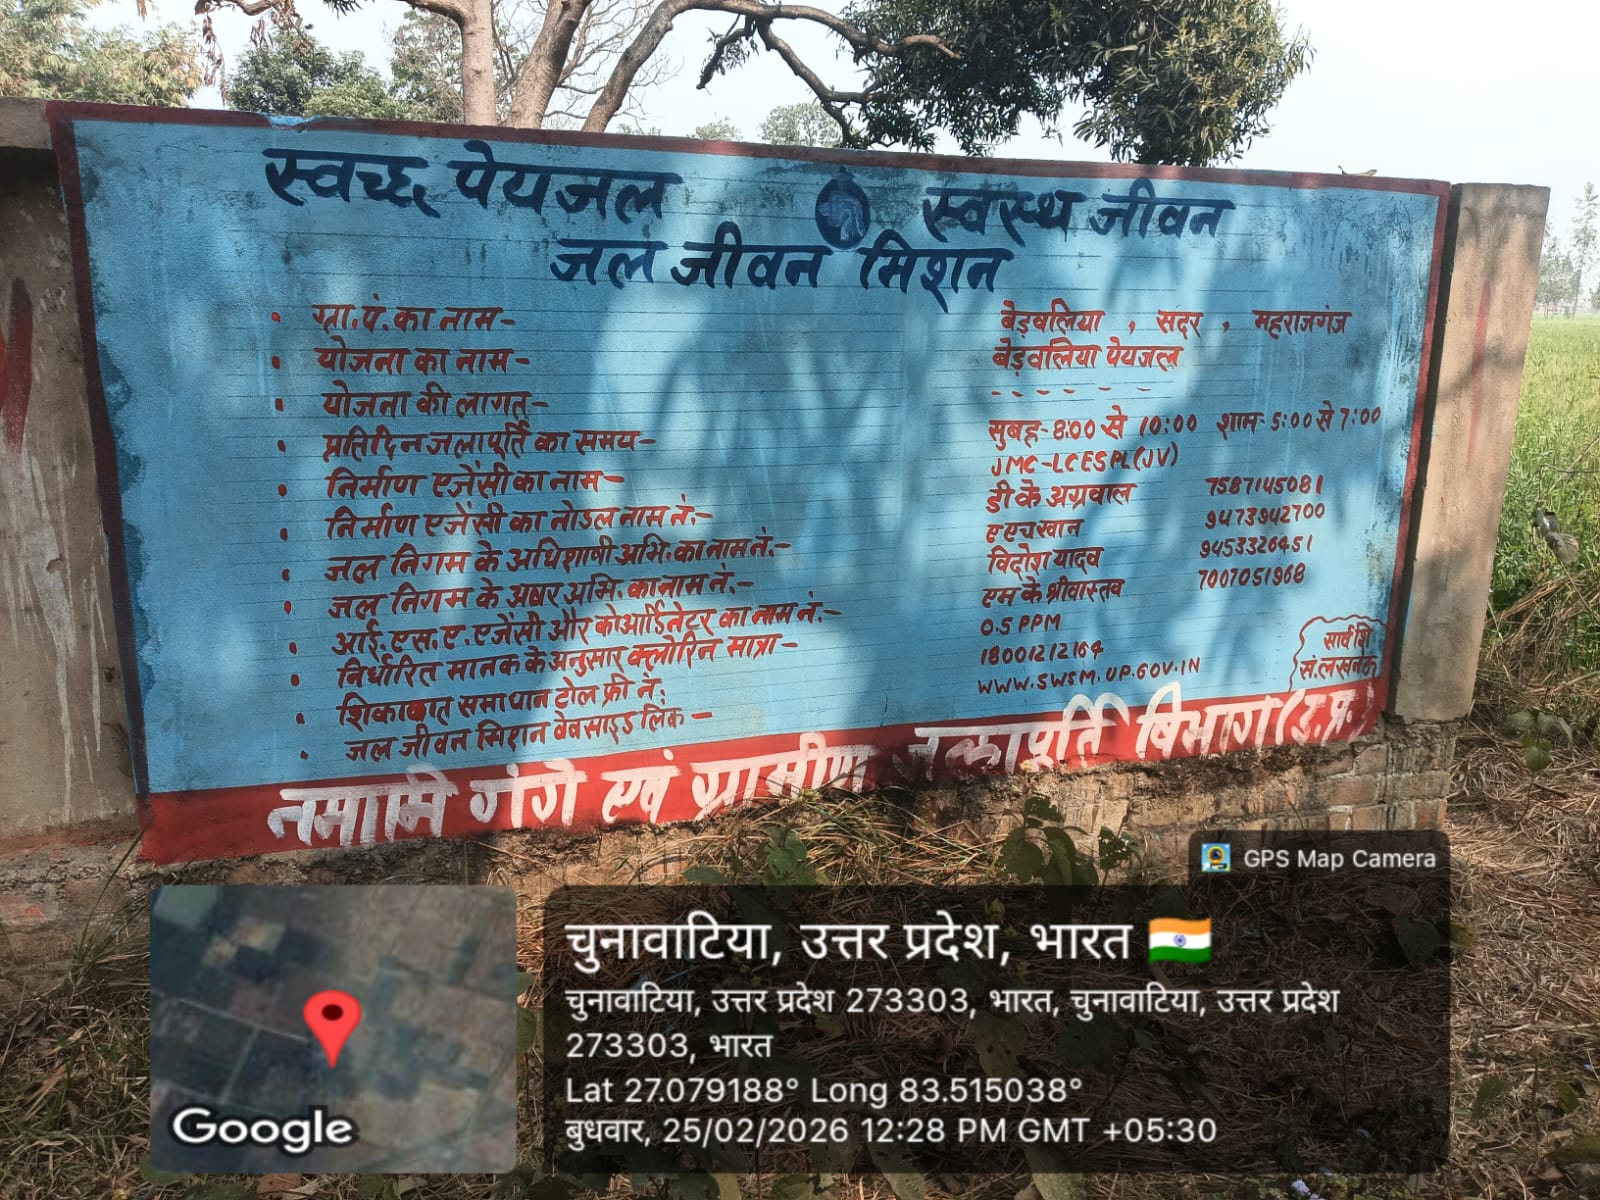 स्वच्छ पेयजल स्वस्थ जीवन
जल जीवन मिशन
ग्रा.पं. का नाम- बेड़वलिया , सदर , महराजगंज
योजना का नाम- बेड़वलिया पेयजल
योजना की लागत- - - - - - - -
प्रतिदिन जलापूर्ति का समय- सुबह- 8:00 से 10:00 शाम- 5:00 से 7:00
निर्माण एजेंसी का नाम- JMC-LCESPL(JV)
निर्माण एजेंसी का नोडल नाम नं:- डी के अग्रवाल 7587145081
जल निगम के अधिशाषी अभि. का नाम नं:- ए एच खान 9473942700
जल निगम के अवर अभि. का नाम नं:- विदोश यादव 9453326451
आई. एस. ए. एजेंसी और कोआर्डिनेटर का नाम नं:- एम के श्रीवास्तव 7007051968
निर्धारित मानक के अनुसार क्लोरिन मात्रा- 0.5 PPM
शिकाकात समाधान टोल फ्री नं: 18001212164
जल जीवन मिशन वेबसाइड लिंक- WWW.SWSM.UP.GOV.IN
नमामि गंगे एवं ग्रामीण जलापूर्ति विभाग (उ.प्र.)
GPS Map Camera
चुनावाटिया, उत्तर प्रदेश, भारत
चुनावाटिया, उत्तर प्रदेश 273303, भारत, चुनावाटिया, उत्तर प्रदेश
273303, भारत
Lat 27.079188° Long 83.515038°
बुधवार, 25/02/2026 12:28 PM GMT +05:30
Google